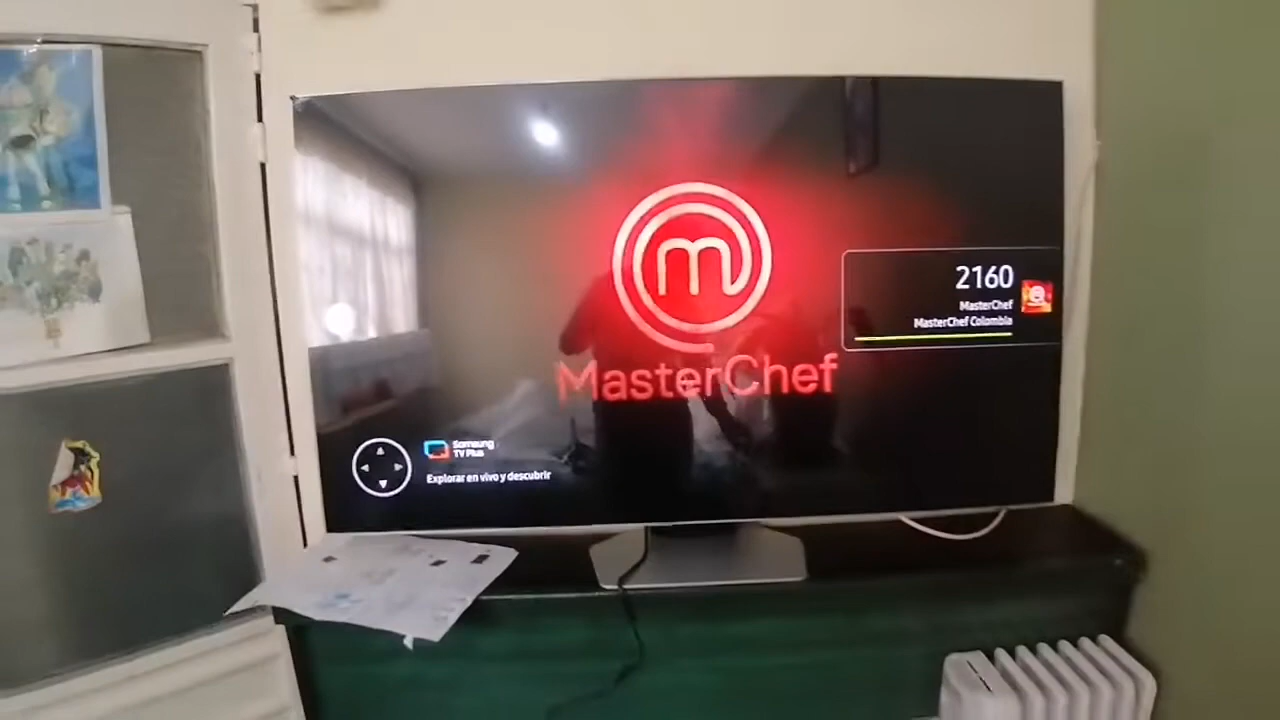 m
MasterChef
2160
MasterChef
MasterChef Colombia
Samsung
TV Plus
Explorar en vivo y descubrir